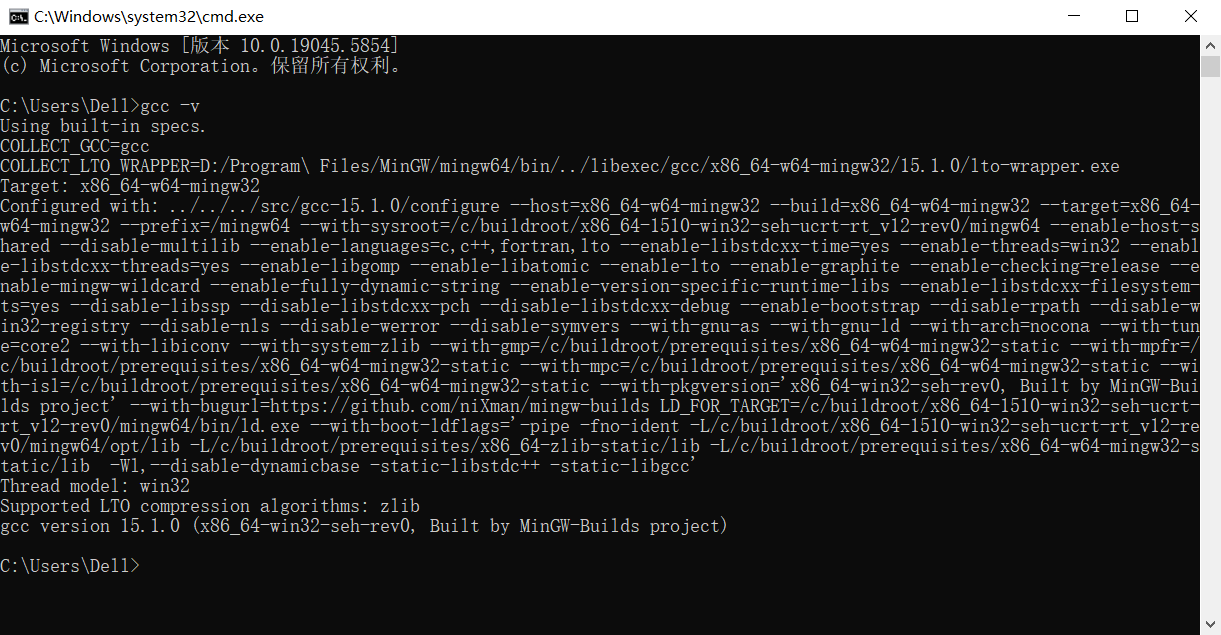 C:\Windows\system32\cmd.exe
Microsoft Windows [版本 10.0.19045.5854]
(c) Microsoft Corporation。保留所有权利。
C:\Users\Dell>gcc -v
Using built-in specs.
COLLECT_GCC=gcc
COLLECT_LTO_WRAPPER=D:/Program\ Files/MinGW/mingw64/bin/../libexec/gcc/x86_64-w64-mingw32/15.1.0/lto-wrapper.exe
Target: x86_64-w64-mingw32
Configured with: ../../../src/gcc-15.1.0/configure --host=x86_64-w64-mingw32 --build=x86_64-w64-mingw32 --target=x86_64-
w64-mingw32 --prefix=/mingw64 --with-sysroot=/c/buildroot/x86_64-1510-win32-seh-ucrt-rt_v12-rev0/mingw64 --enable-host-s
hared --disable-multilib --enable-languages=c,c++,fortran,lto --enable-libstdcxx-time=yes --enable-threads=win32 --enabl
e-libstdcxx-threads=yes --enable-libgomp --enable-libatomic --enable-lto --enable-graphite --enable-checking=release --e
nable-mingw-wildcard --enable-fully-dynamic-string --enable-version-specific-runtime-libs --enable-libstdcxx-filesystem-
ts=yes --disable-libssp --disable-libstdcxx-pch --disable-libstdcxx-debug --enable-bootstrap --disable-rpath --disable-w
in32-registry --disable-nls --disable-werror --disable-symvers --with-gnu-as --with-gnu-ld --with-arch=nocona --with-tun
e=core2 --with-libiconv --with-system-zlib --with-gmp=/c/buildroot/prerequisites/x86_64-w64-mingw32-static --with-mpfr=/
c/buildroot/prerequisites/x86_64-w64-mingw32-static --with-mpc=/c/buildroot/prerequisites/x86_64-w64-mingw32-static --wi
th-isl=/c/buildroot/prerequisites/x86_64-w64-mingw32-static --with-pkgversion='x86_64-win32-seh-rev0, Built by MinGW-Bui
lds project' --with-bugurl=https://github.com/niXman/mingw-builds LD_FOR_TARGET=/c/buildroot/x86_64-1510-win32-seh-ucrt-
rt_v12-rev0/mingw64/bin/ld.exe --with-boot-ldflags='-pipe -fno-ident -L/c/buildroot/x86_64-1510-win32-seh-ucrt-rt_v12-re
v0/mingw64/opt/lib -L/c/buildroot/prerequisites/x86_64-zlib-static/lib -L/c/buildroot/prerequisites/x86_64-w64-mingw32-s
tatic/lib  -Wl,--disable-dynamicbase -static-libstdc++ -static-libgcc'
Thread model: win32
Supported LTO compression algorithms: zlib
gcc version 15.1.0 (x86_64-win32-seh-rev0, Built by MinGW-Builds project)
C:\Users\Dell>